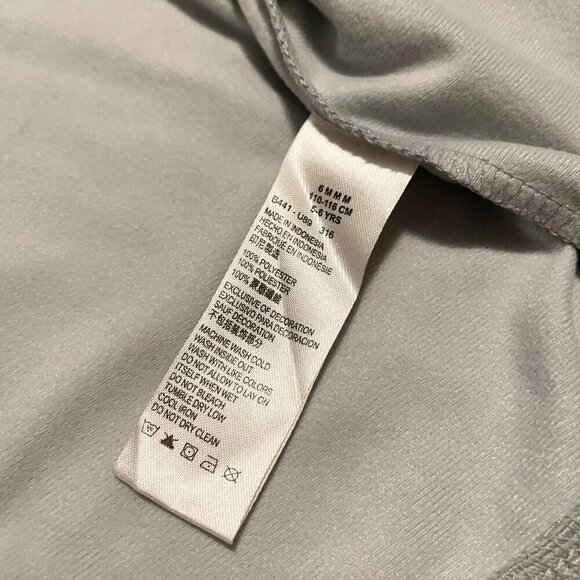 6 M M M
110-116 CM
5-6 YRS
B441 - U89 316
MADE IN INDONESIA
HECHO EN INDONESIA
FABRIQUÉ EN INDONÉSIE
印尼製造
100% POLYESTER
100% POLIESTER
100% 聚酯纖維
EXCLUSIVE OF DECORATION
EXCLUSIVO PARA DECORACION
SAUF DÉCORATION
不包括裝飾部分
MACHINE WASH COLD
WASH INSIDE OUT
WASH WITH LIKE COLORS
DO NOT ALLOW TO LAY ON
ITSELF WHEN WET
DO NOT BLEACH
TUMBLE DRY LOW
COOL IRON
DO NOT DRY CLEAN